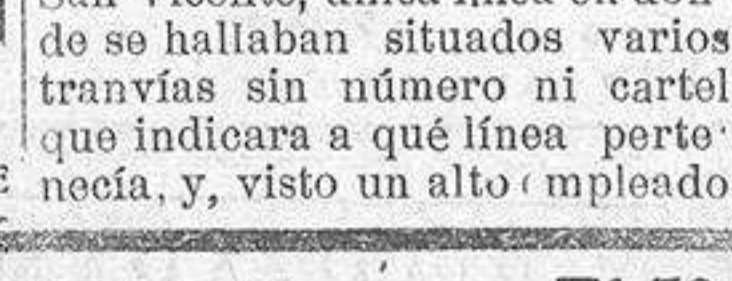 de se hallaban situados varios
tranvías sin número ni cartel
que indicara a qué línea perte-
necía, y, visto un alto empleado